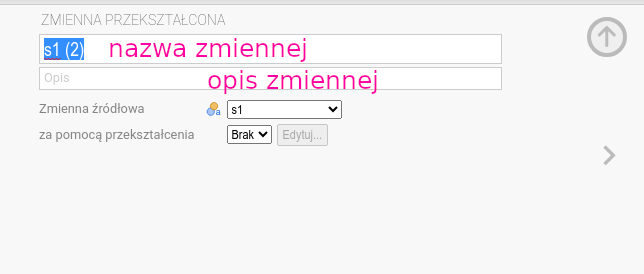 ZMIENNA PRZEKSZTAŁCONA
s1 (2) nazwa zmiennej
Opis opis zmiennej
Zmienna źródłowa a s1
za pomocą przekształcenia Brak Edytuj...